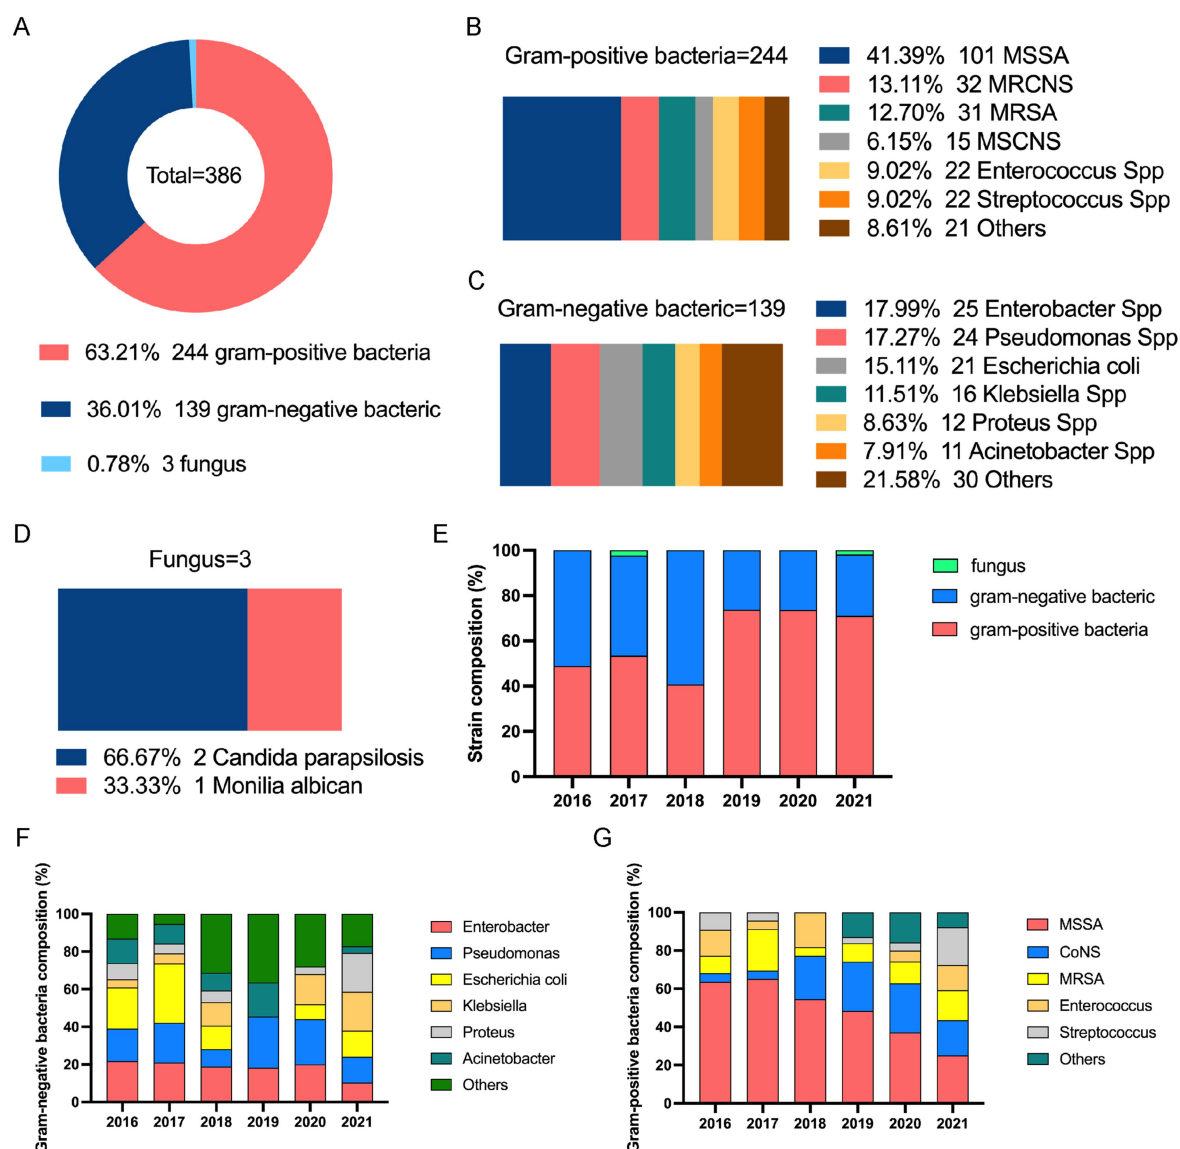 A
Total=386
63.21% 244 gram-positive bacteria
36.01% 139 gram-negative bacteric
0.78% 3 fungus
B
Gram-positive bacteria=244
41.39% 101 MSSA
13.11% 32 MRCNS
12.70% 31 MRSA
6.15% 15 MSCNS
9.02% 22 Enterococcus Spp
9.02% 22 Streptococcus Spp
8.61% 21 Others
C
Gram-negative bacteric=139
17.99% 25 Enterobacter Spp
17.27% 24 Pseudomonas Spp
15.11% 21 Escherichia coli
11.51% 16 Klebsiella Spp
8.63% 12 Proteus Spp
7.91% 11 Acinetobacter Spp
21.58% 30 Others
D
Fungus=3
66.67% 2 Candida parapsilosis
33.33% 1 Monilia albican
E
Strain composition (%)
100
80
60
40
20
0
2016 2017 2018 2019 2020 2021
fungus
gram-negative bacteric
gram-positive bacteria
F
Gram-negative bacteria composition (%)
100
80
60
40
20
0
2016 2017 2018 2019 2020 2021
Enterobacter
Pseudomonas
Escherichia coli
Klebsiella
Proteus
Acinetobacter
Others
G
Gram-positive bacteria composition (%)
100
80
60
40
20
0
2016 2017 2018 2019 2020 2021
MSSA
CoNS
MRSA
Enterococcus
Streptococcus
Others